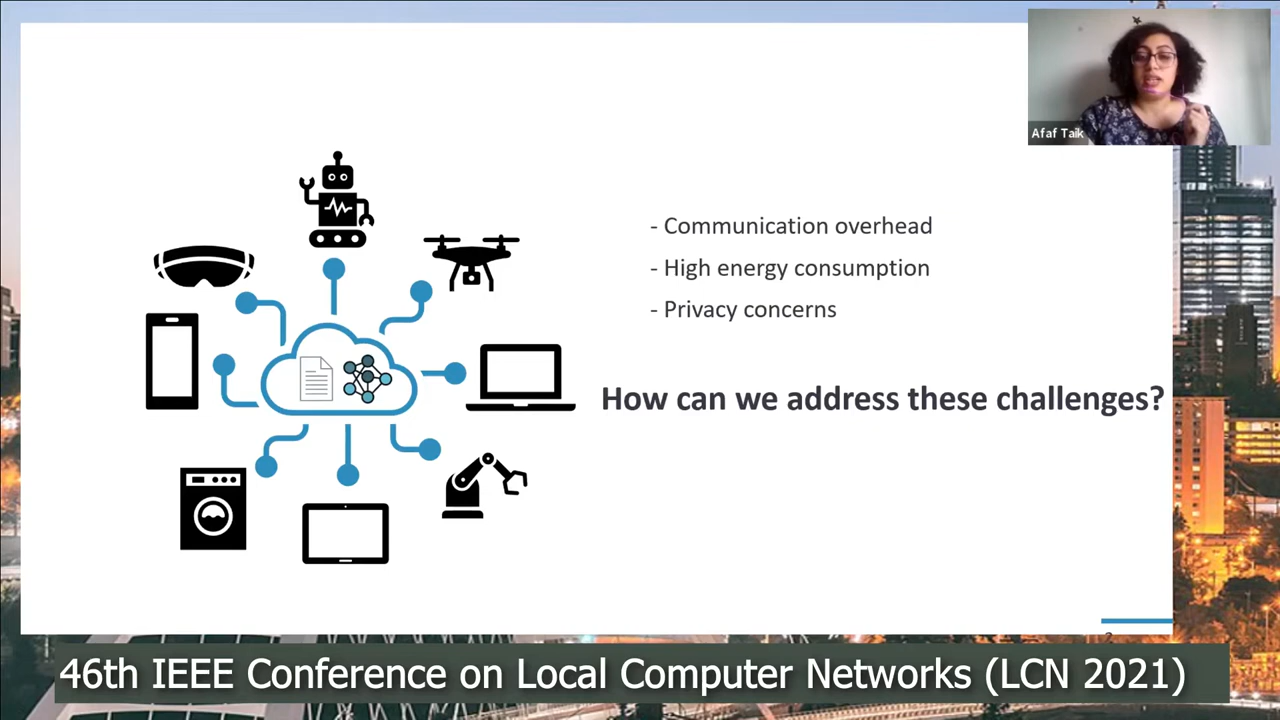 Afaf Taik
- Communication overhead
- High energy consumption
- Privacy concerns
How can we address these challenges?
46th IEEE Conference on Local Computer Networks (LCN 2021)